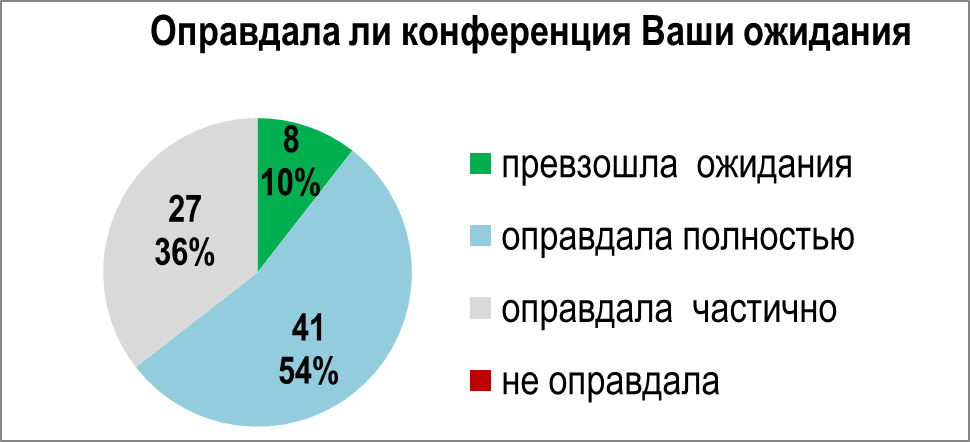 Оправдала ли конференция Ваши ожидания
8
10%
27
36%
41
54%
превзошла ожидания
оправдала полностью
оправдала частично
не оправдала